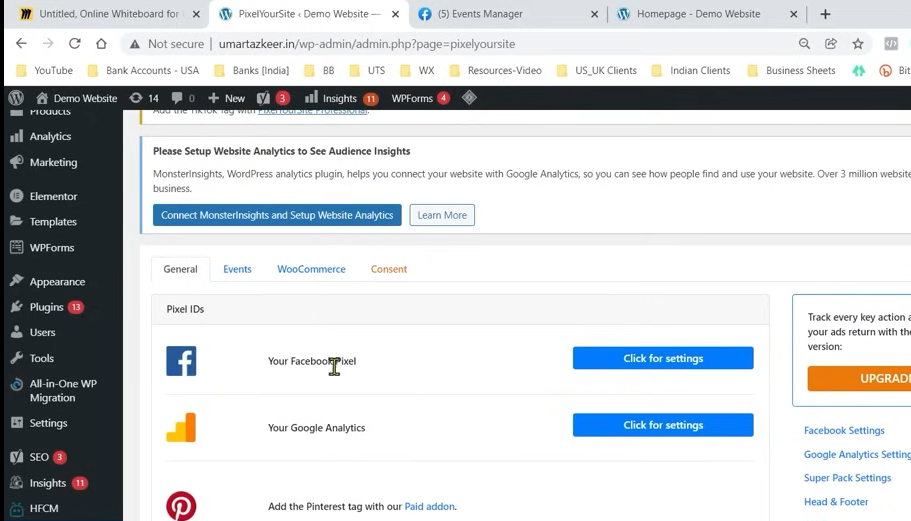 Untitled, Online Whiteboard for
PixelYourSite ‹ Demo Website —
(5) Events Manager
Homepage - Demo Website
Not secure
umartazkeer.in/wp-admin/admin.php?page=pixelyoursite
YouTube
Bank Accounts - USA
Banks [India]
BB
UTS
WX
Resources-Video
US_UK Clients
Indian Clients
Business Sheets
Bit
Demo Website
14
0
New
3
Insights
11
WPForms
4
Products
Analytics
Marketing
Elementor
Templates
WPForms
Appearance
Plugins 13
Users
Tools
All-in-One WP
Migration
Settings
SEO 3
Insights 11
HFCM
Add the TikTok Tag with PixelYourSite Professional.
Please Setup Website Analytics to See Audience Insights
MonsterInsights, WordPress analytics plugin, helps you connect your website with Google Analytics, so you can see how people find and use your website. Over 3 million website
business.
Connect MonsterInsights and Setup Website Analytics
Learn More
General
Events
WooCommerce
Consent
Pixel IDs
Your Facebook Pixel
Click for settings
Your Google Analytics
Click for settings
Add the Pinterest tag with our Paid addon.
Track every key action a
your ads return with the
version:
UPGRAD
Facebook Settings
Google Analytics Setting
Super Pack Settings
Head & Footer